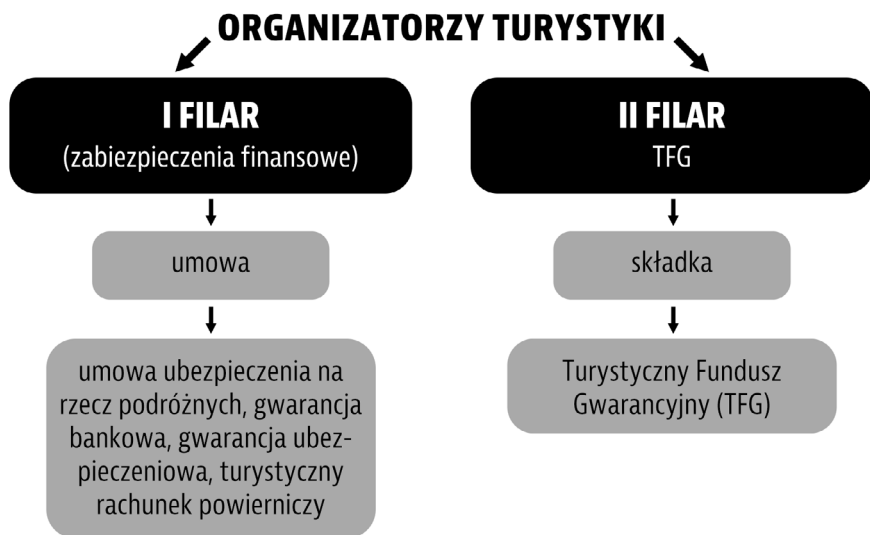 ORGANIZATORZY TURYSTYKI
I FILAR
(zabiezpieczenia finansowe)
II FILAR
TFG
umowa
składka
umowa ubezpieczenia na
rzecz podróżnych, gwarancja
bankowa, gwarancja ubez-
pieczeniowa, turystyczny
rachunek powierniczy
Turystyczny Fundusz
Gwarancyjny (TFG)